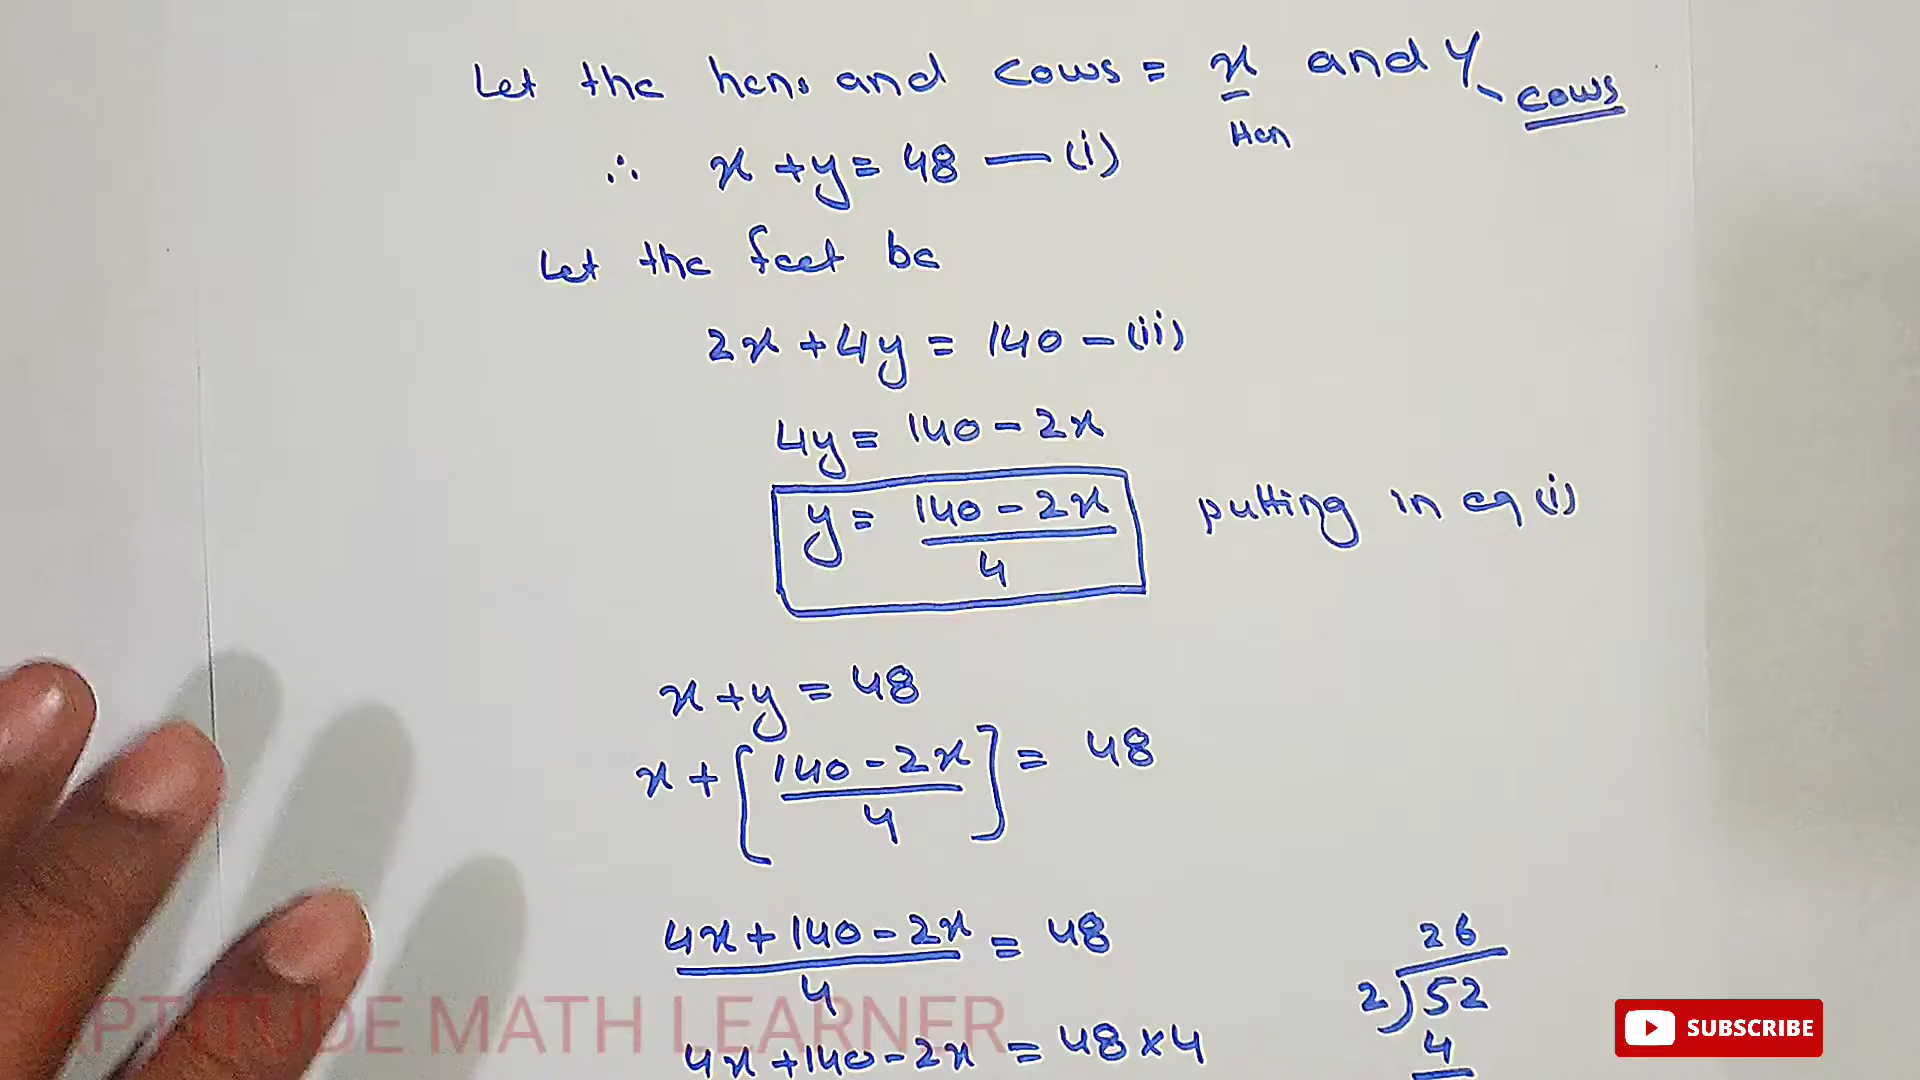 Let the hens and cows = x and y cows
Hen
∴ x + y = 48 — (i)
Let the feet be
2x + 4y = 140 – (ii)
4y = 140 – 2x
y = 140 – 2x / 4 putting in eq (i)
x + y = 48
x + [140 – 2x / 4] = 48
4x + 140 – 2x / 4 = 48
4x + 140 – 2x = 48 × 4
26
2)52
4
APTITUDE MATH LEARNER
SUBSCRIBE